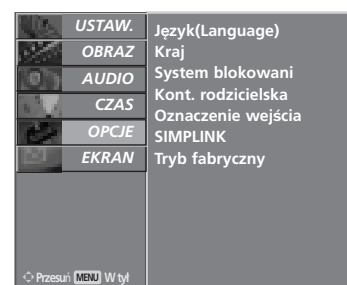 USTAW.
OBRAZ
AUDIO
CZAS
OPCJE
EKRAN
Język(Language)
Kraj
System blokowani
Kont. rodzicielska
Oznaczenie wejścia
SIMPLINK
Tryb fabryczny
Przesuń MENU W tył